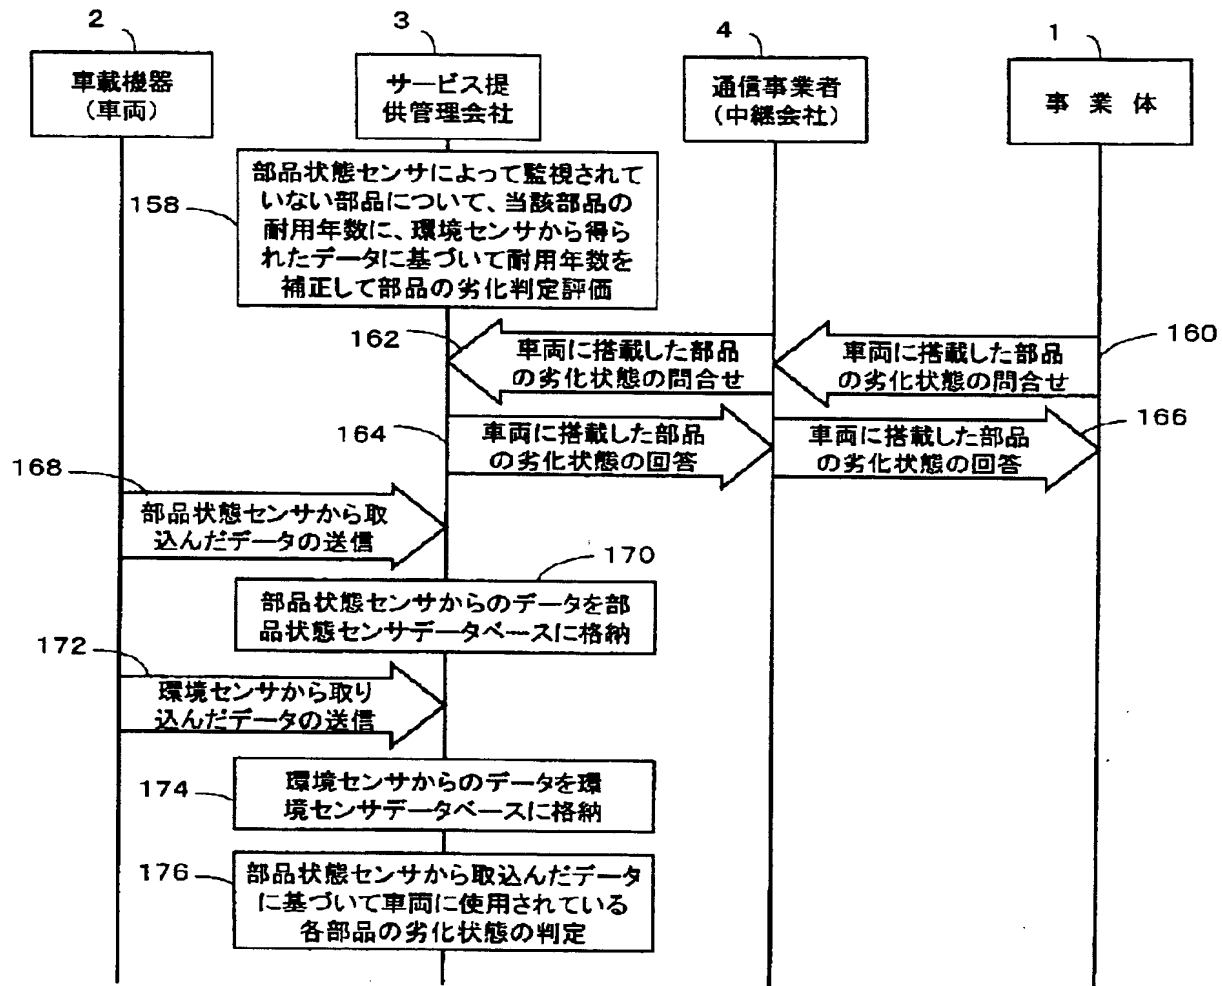 2
3
4
1
車載機器
(車両)
サービス提
供管理会社
通信事業者
(中継会社)
事業体
158
部品状態センサによって監視されて
いない部品について、当該部品の
耐用年数に、環境センサから得ら
れたデータに基づいて耐用年数を
補正して部品の劣化判定評価
162
車両に搭載した部品
の劣化状態の問合せ
車両に搭載した部品
の劣化状態の問合せ
160
164
車両に搭載した部品
の劣化状態の回答
車両に搭載した部品
の劣化状態の回答
166
168
部品状態センサから取
込んだデータの送信
170
部品状態センサからのデータを部
品状態センサデータベースに格納
172
環境センサから取り
込んだデータの送信
174
環境センサからのデータを環
境センサデータベースに格納
176
部品状態センサから取込んだデータ
に基づいて車両に使用されている
各部品の劣化状態の判定